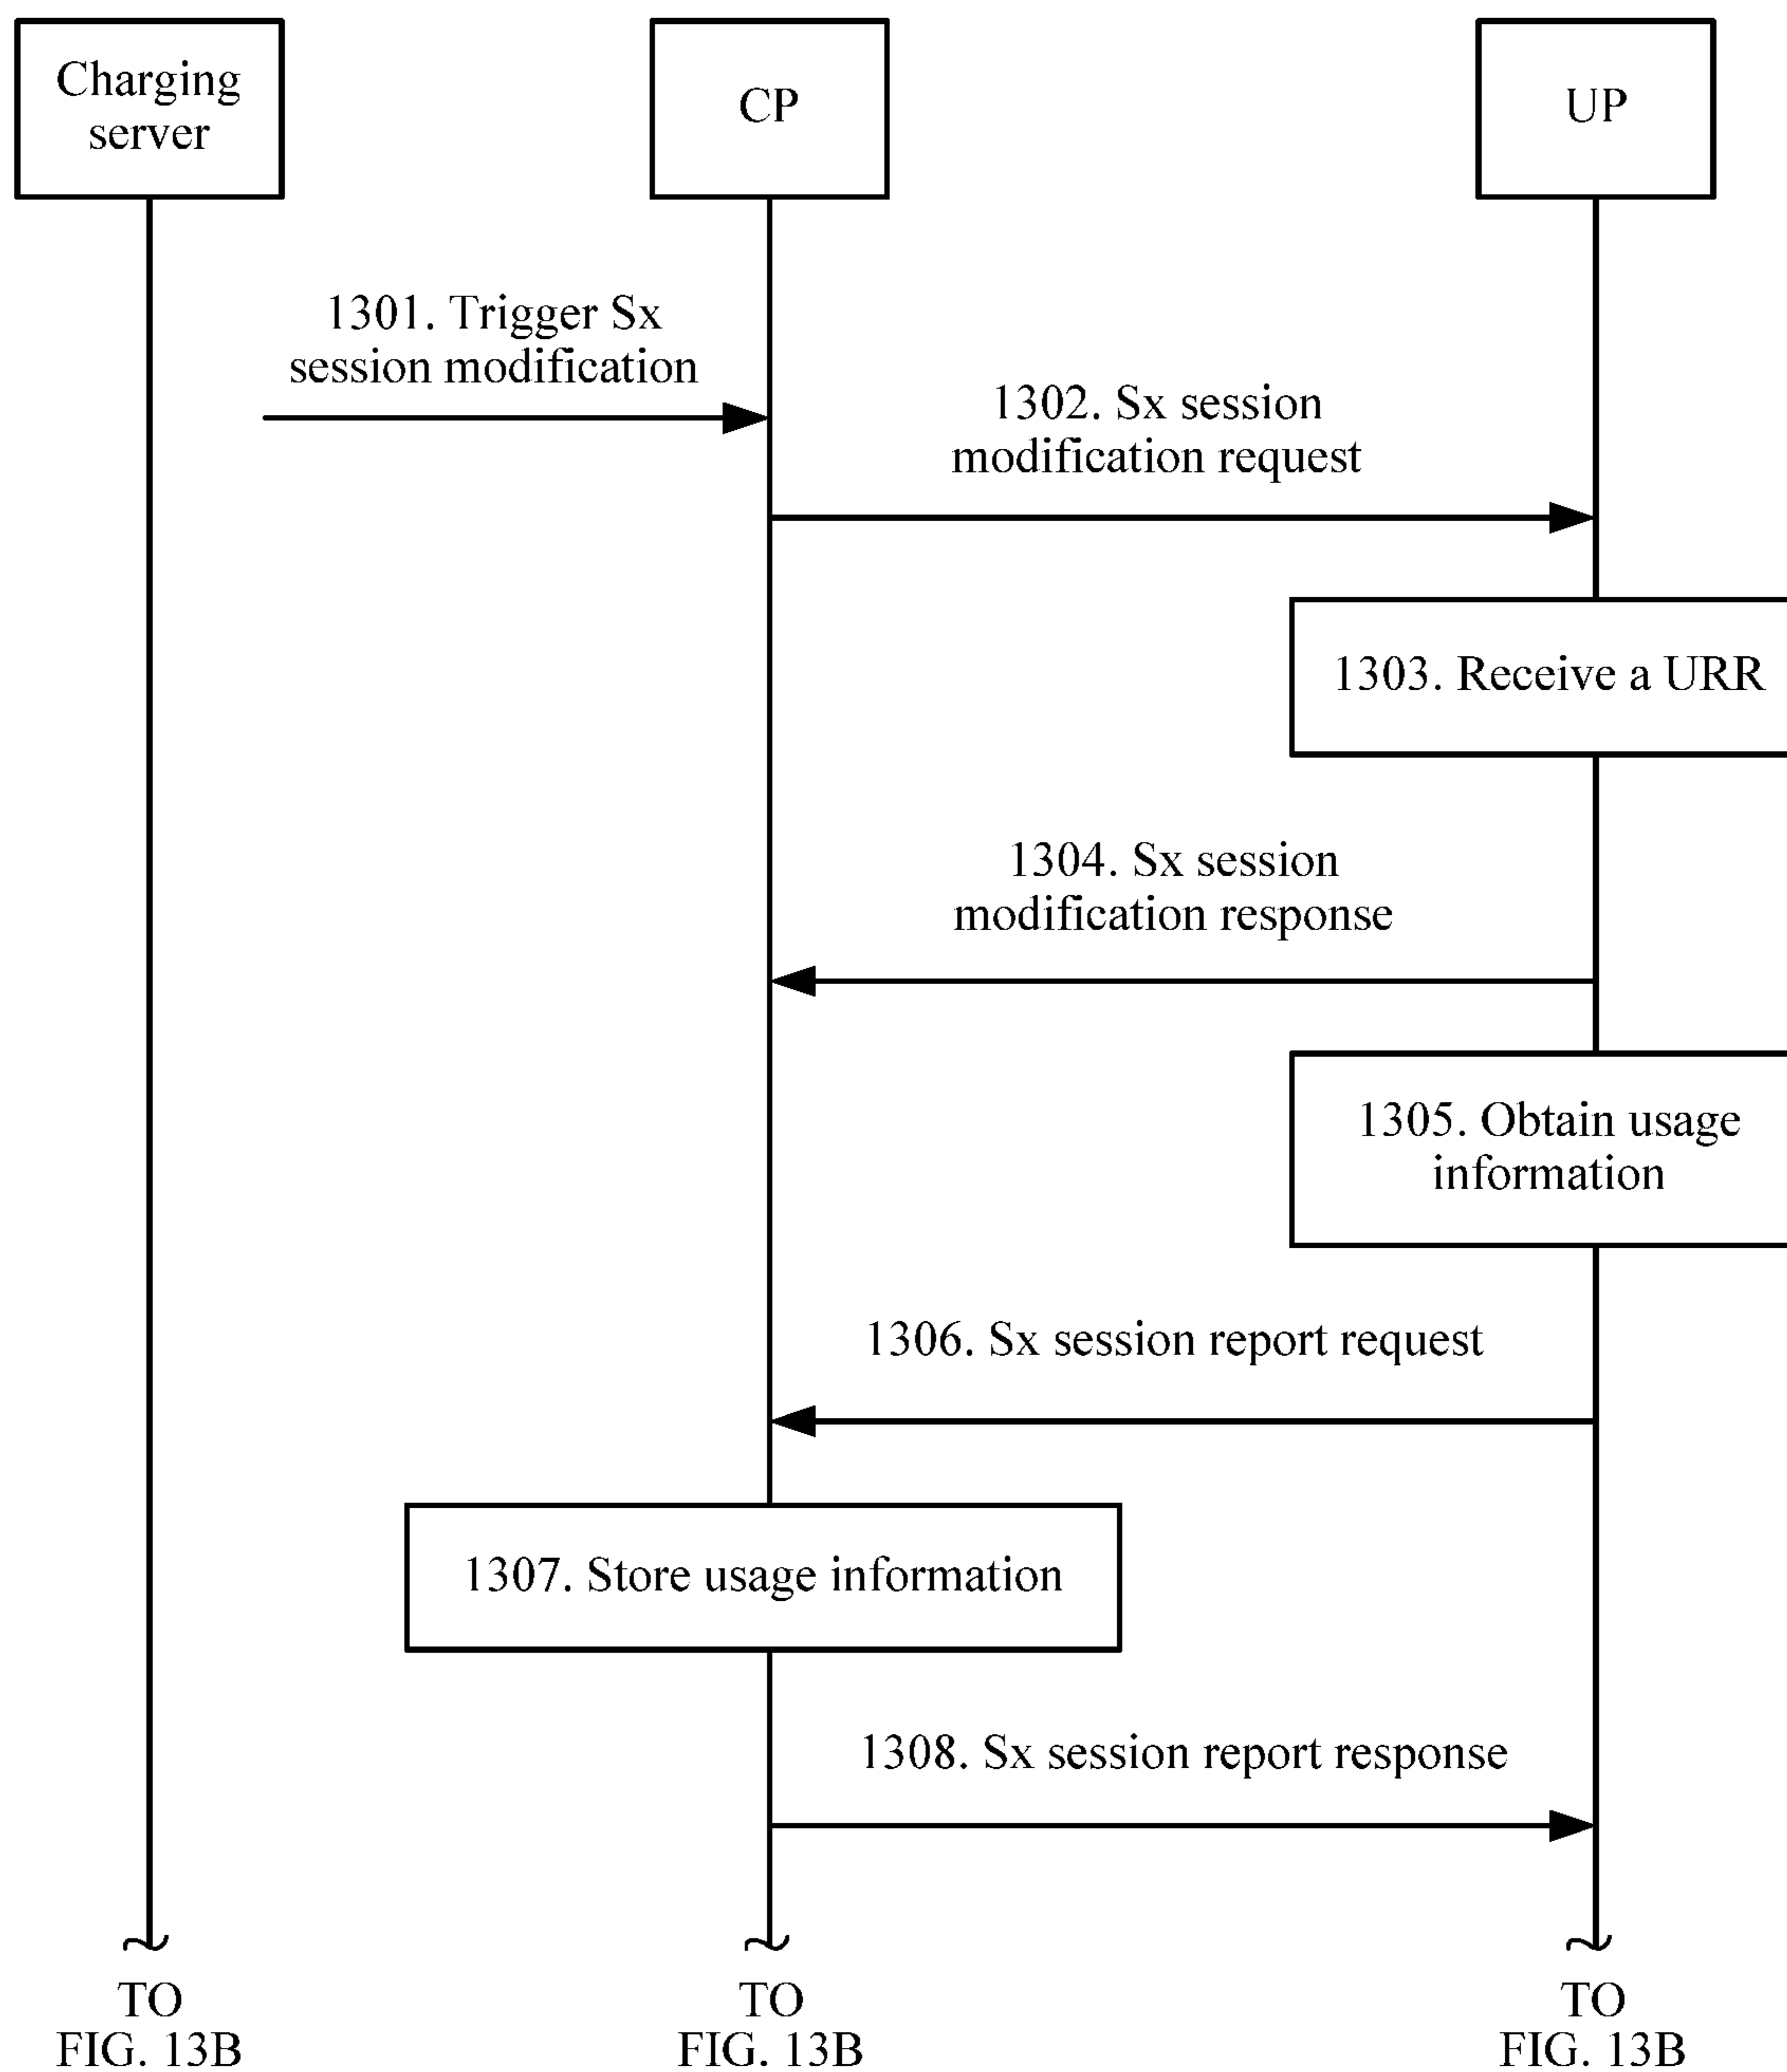 Charging
server
CP
UP
1301. Trigger Sx
session modification
1302. Sx session
modification request
1303. Receive a URR
1304. Sx session
modification response
1305. Obtain usage
information
1306. Sx session report request
1307. Store usage information
1308. Sx session report response
TO
FIG. 13B
TO
FIG. 13B
TO
FIG. 13B